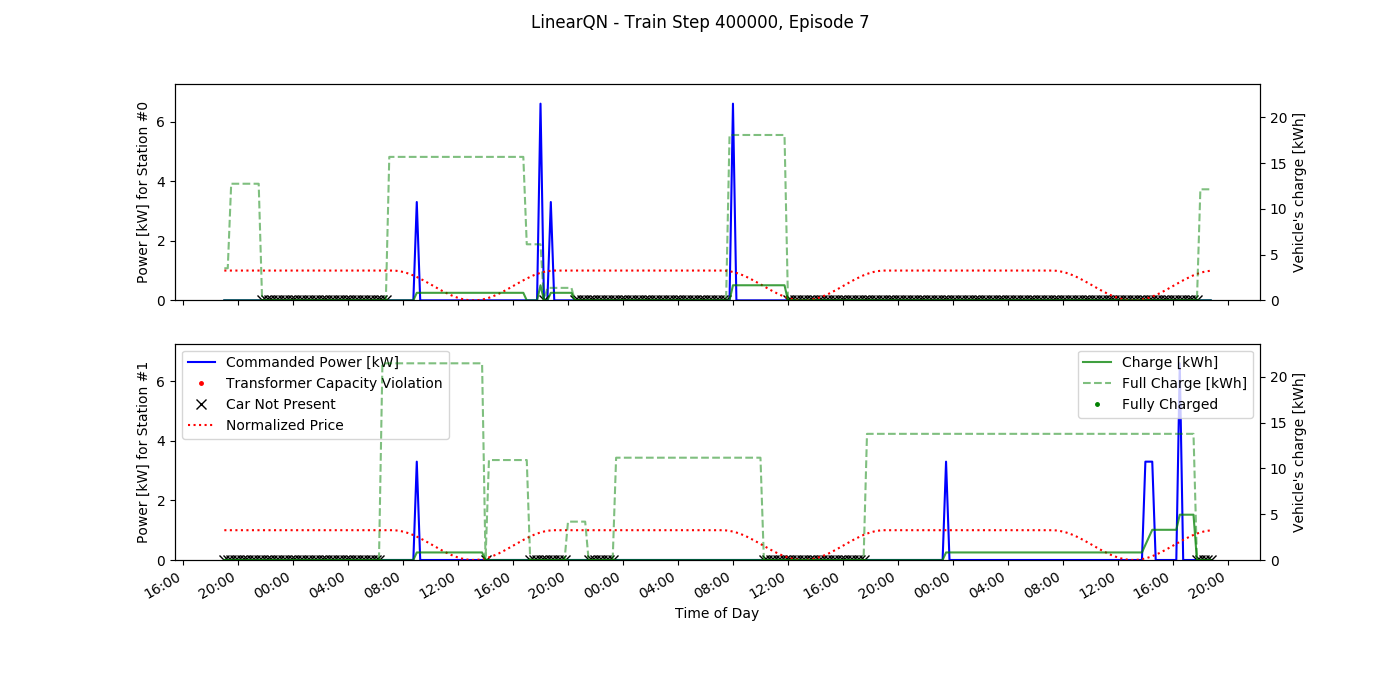 LinearQN - Train Step 400000, Episode 7
Power [kW] for Station #0
6
4
2
0
20
15
10
5
0
Vehicle's charge [kWh]
Power [kW] for Station #1
6
4
2
0
Commanded Power [kW]
Transformer Capacity Violation
Car Not Present
Normalized Price
Charge [kWh]
Full Charge [kWh]
Fully Charged
20
15
10
5
0
Vehicle's charge [kWh]
16:00 20:00 00:00 04:00 08:00 12:00 16:00 20:00 00:00 04:00 08:00 12:00 16:00 20:00 00:00 04:00 08:00 12:00 16:00 20:00
Time of Day